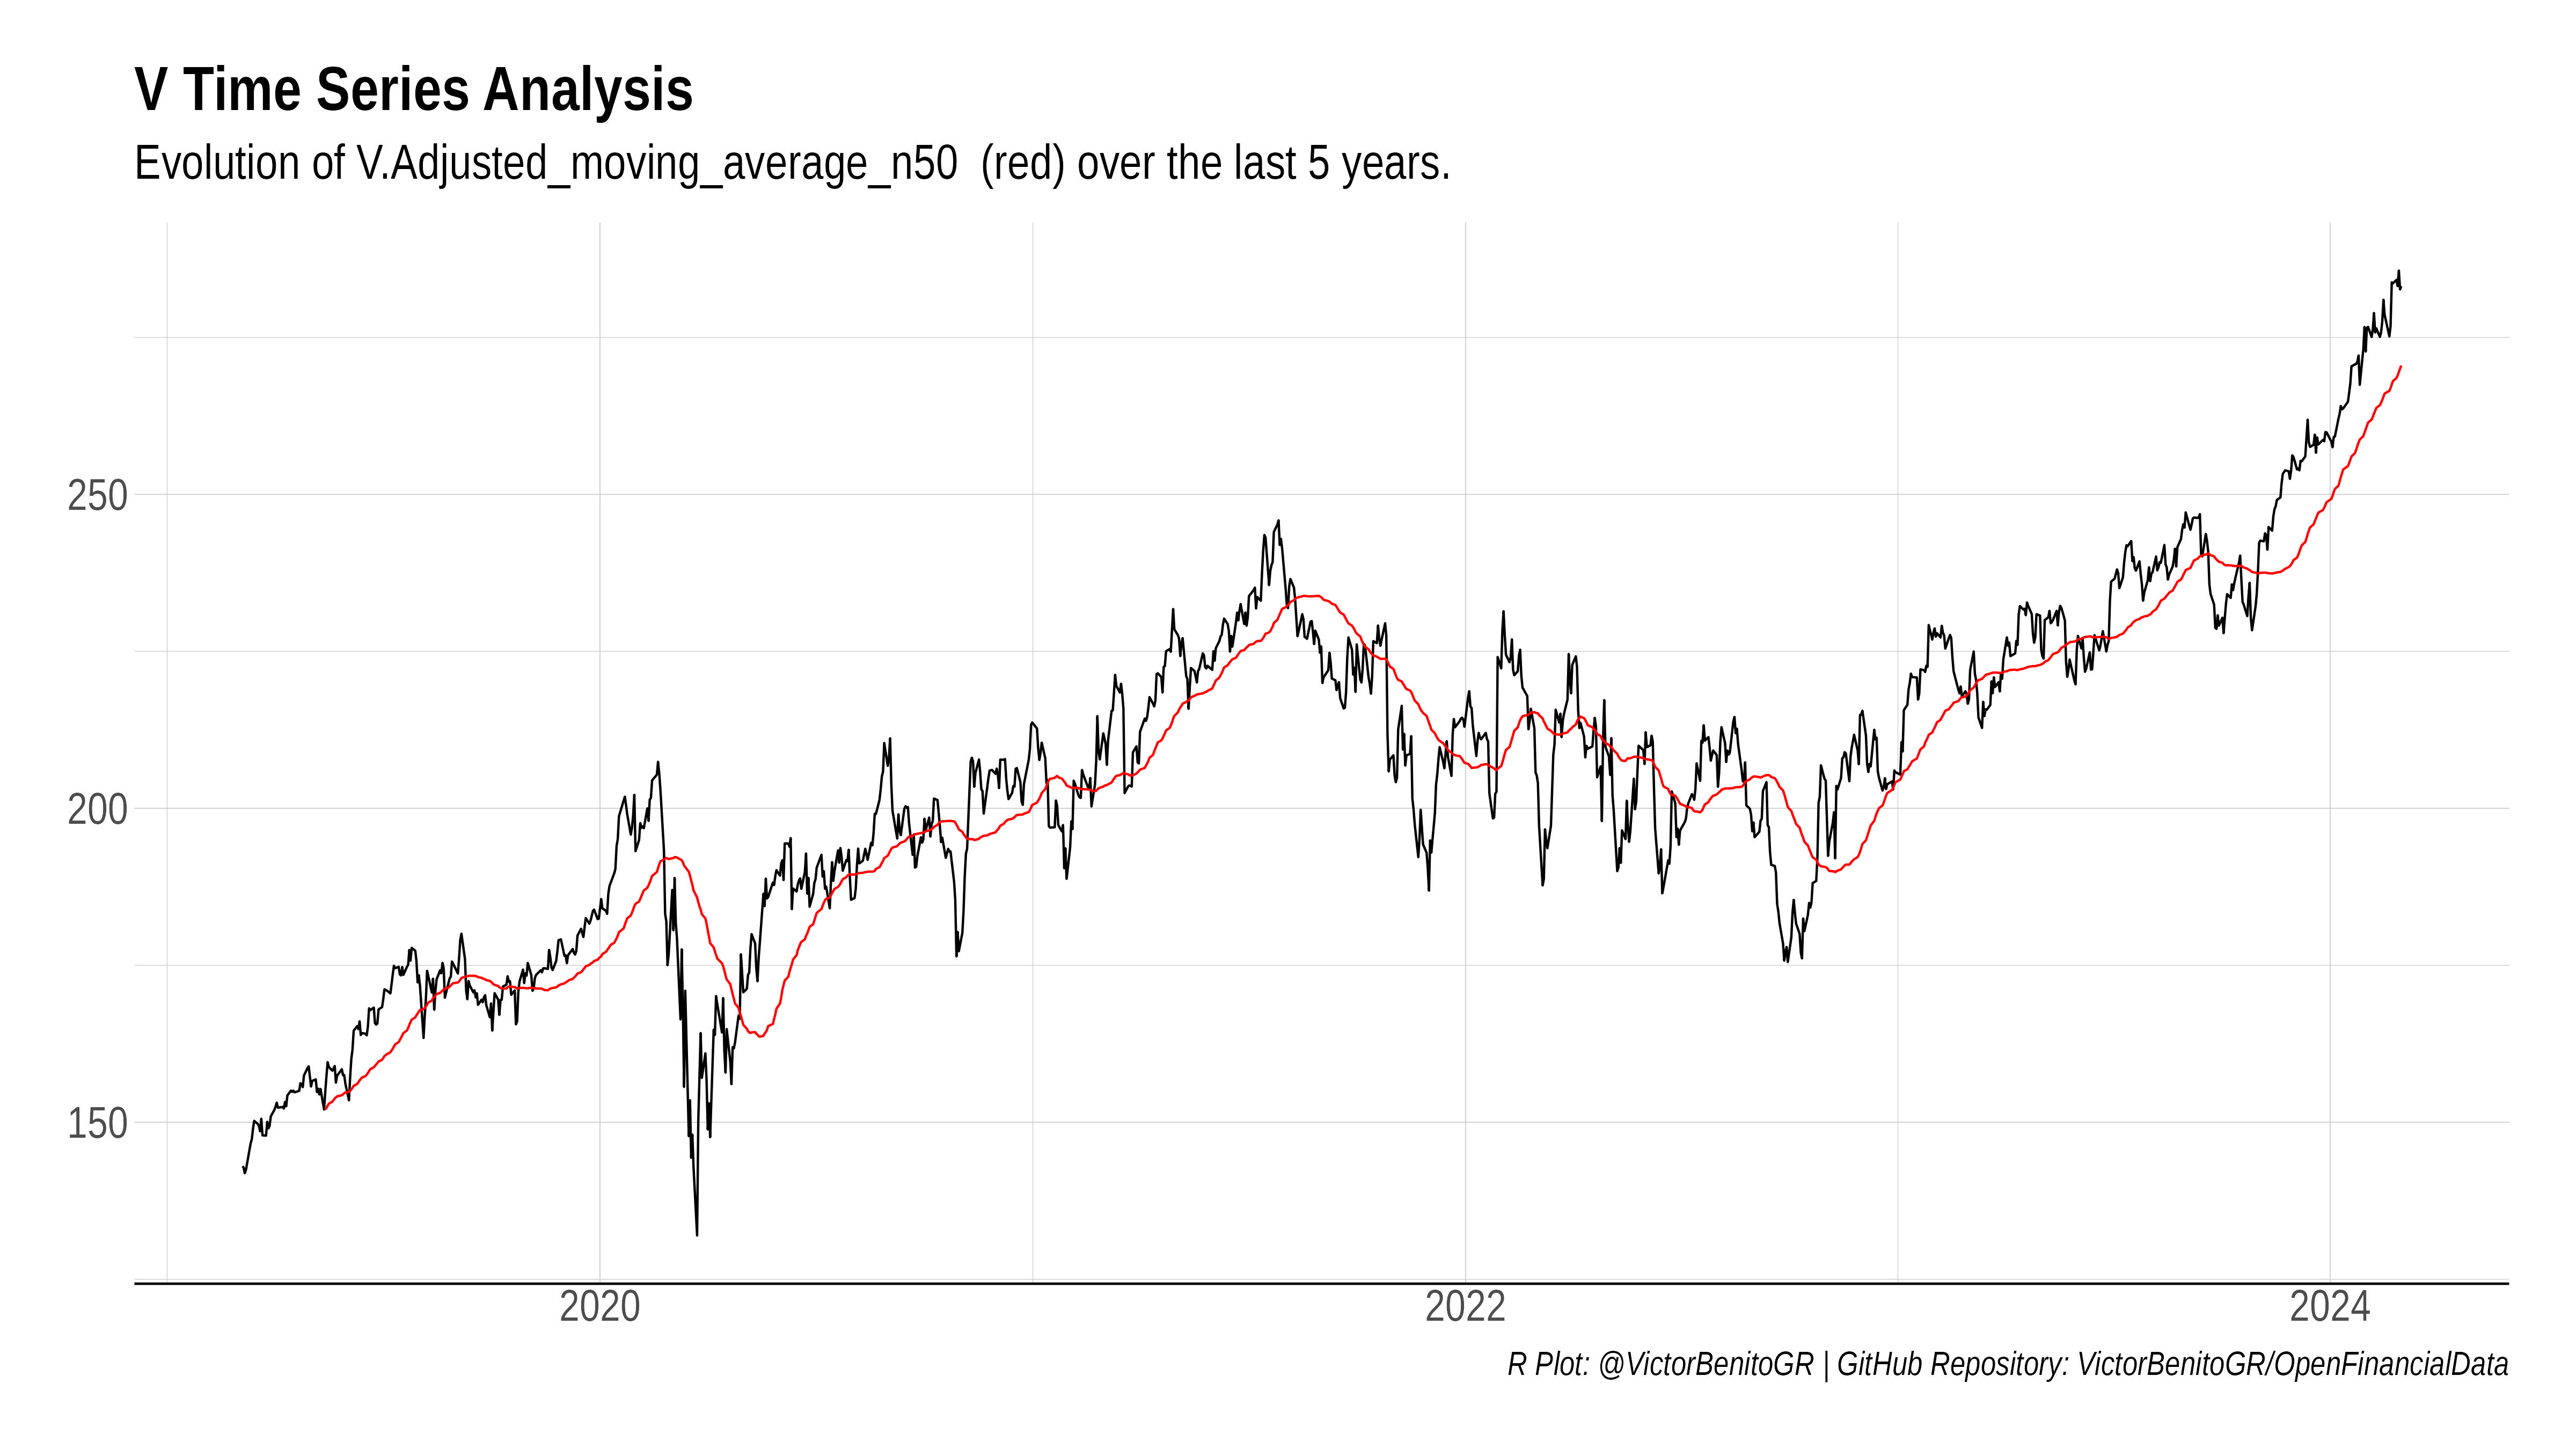 V Time Series Analysis
Evolution of V.Adjusted_moving_average_n50  (red) over the last 5 years.
250
200
150
2020 2022 2024
R Plot: @VictorBenitoGR | GitHub Repository: VictorBenitoGR/OpenFinancialData